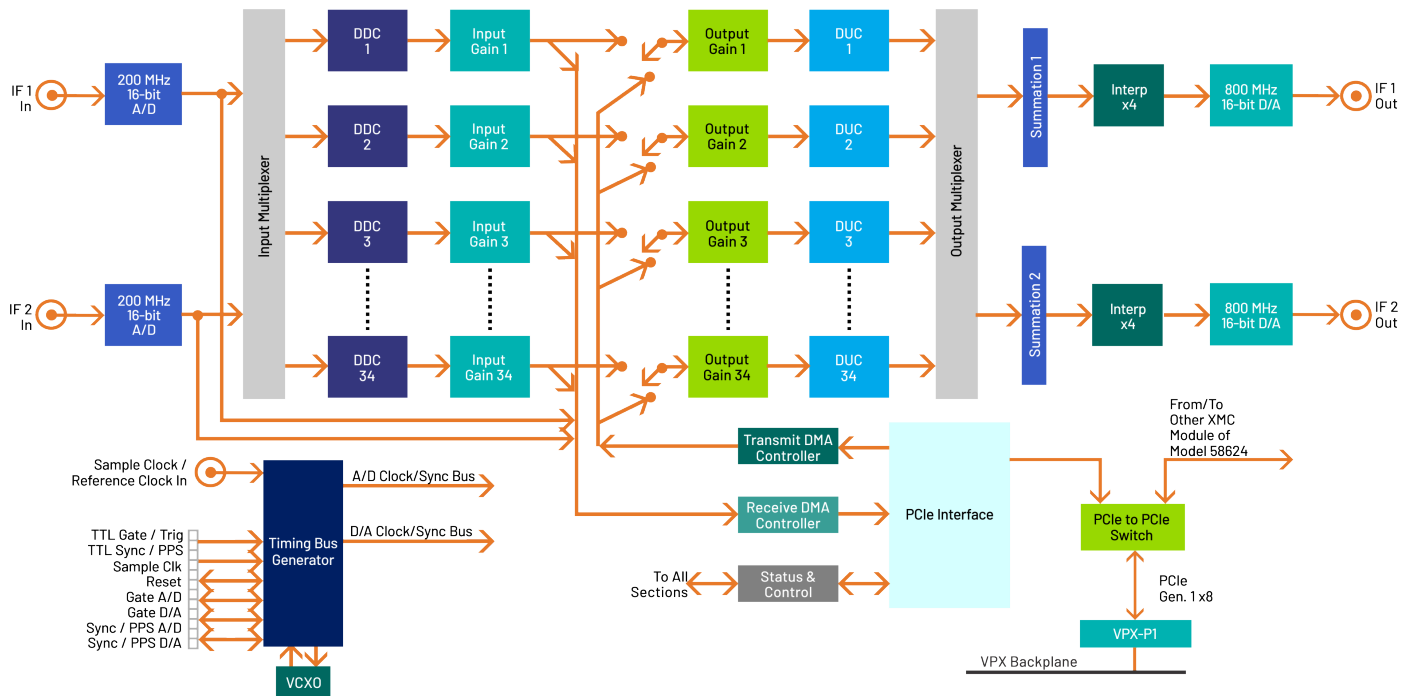 IF 1
In
200 MHz
16-bit
A/D
IF 2
In
200 MHz
16-bit
A/D
Input Multiplexer
DDC
1
Input
Gain 1
Output
Gain 1
DUC
1
DDC
2
Input
Gain 2
Output
Gain 2
DUC
2
DDC
3
Input
Gain 3
Output
Gain 3
DUC
3
DDC
34
Input
Gain 34
Output
Gain 34
DUC
34
Output Multiplexer
Summation 1
Interp
x4
800 MHz
16-bit D/A
IF 1
Out
Summation 2
Interp
x4
800 MHz
16-bit D/A
IF 2
Out
Sample Clock /
Reference Clock In
TTL Gate / Trig
TTL Sync / PPS
Sample Clk
Reset
Gate A/D
Gate D/A
Sync / PPS A/D
Sync / PPS D/A
Timing Bus
Generator
A/D Clock/Sync Bus
D/A Clock/Sync Bus
VCXO
Transmit DMA
Controller
Receive DMA
Controller
To All
Sections
Status &
Control
PCIe Interface
From/To
Other XMC
Module of
Model 58624
PCIe to PCIe
Switch
PCIe
Gen. 1 x8
VPX-P1
VPX Backplane